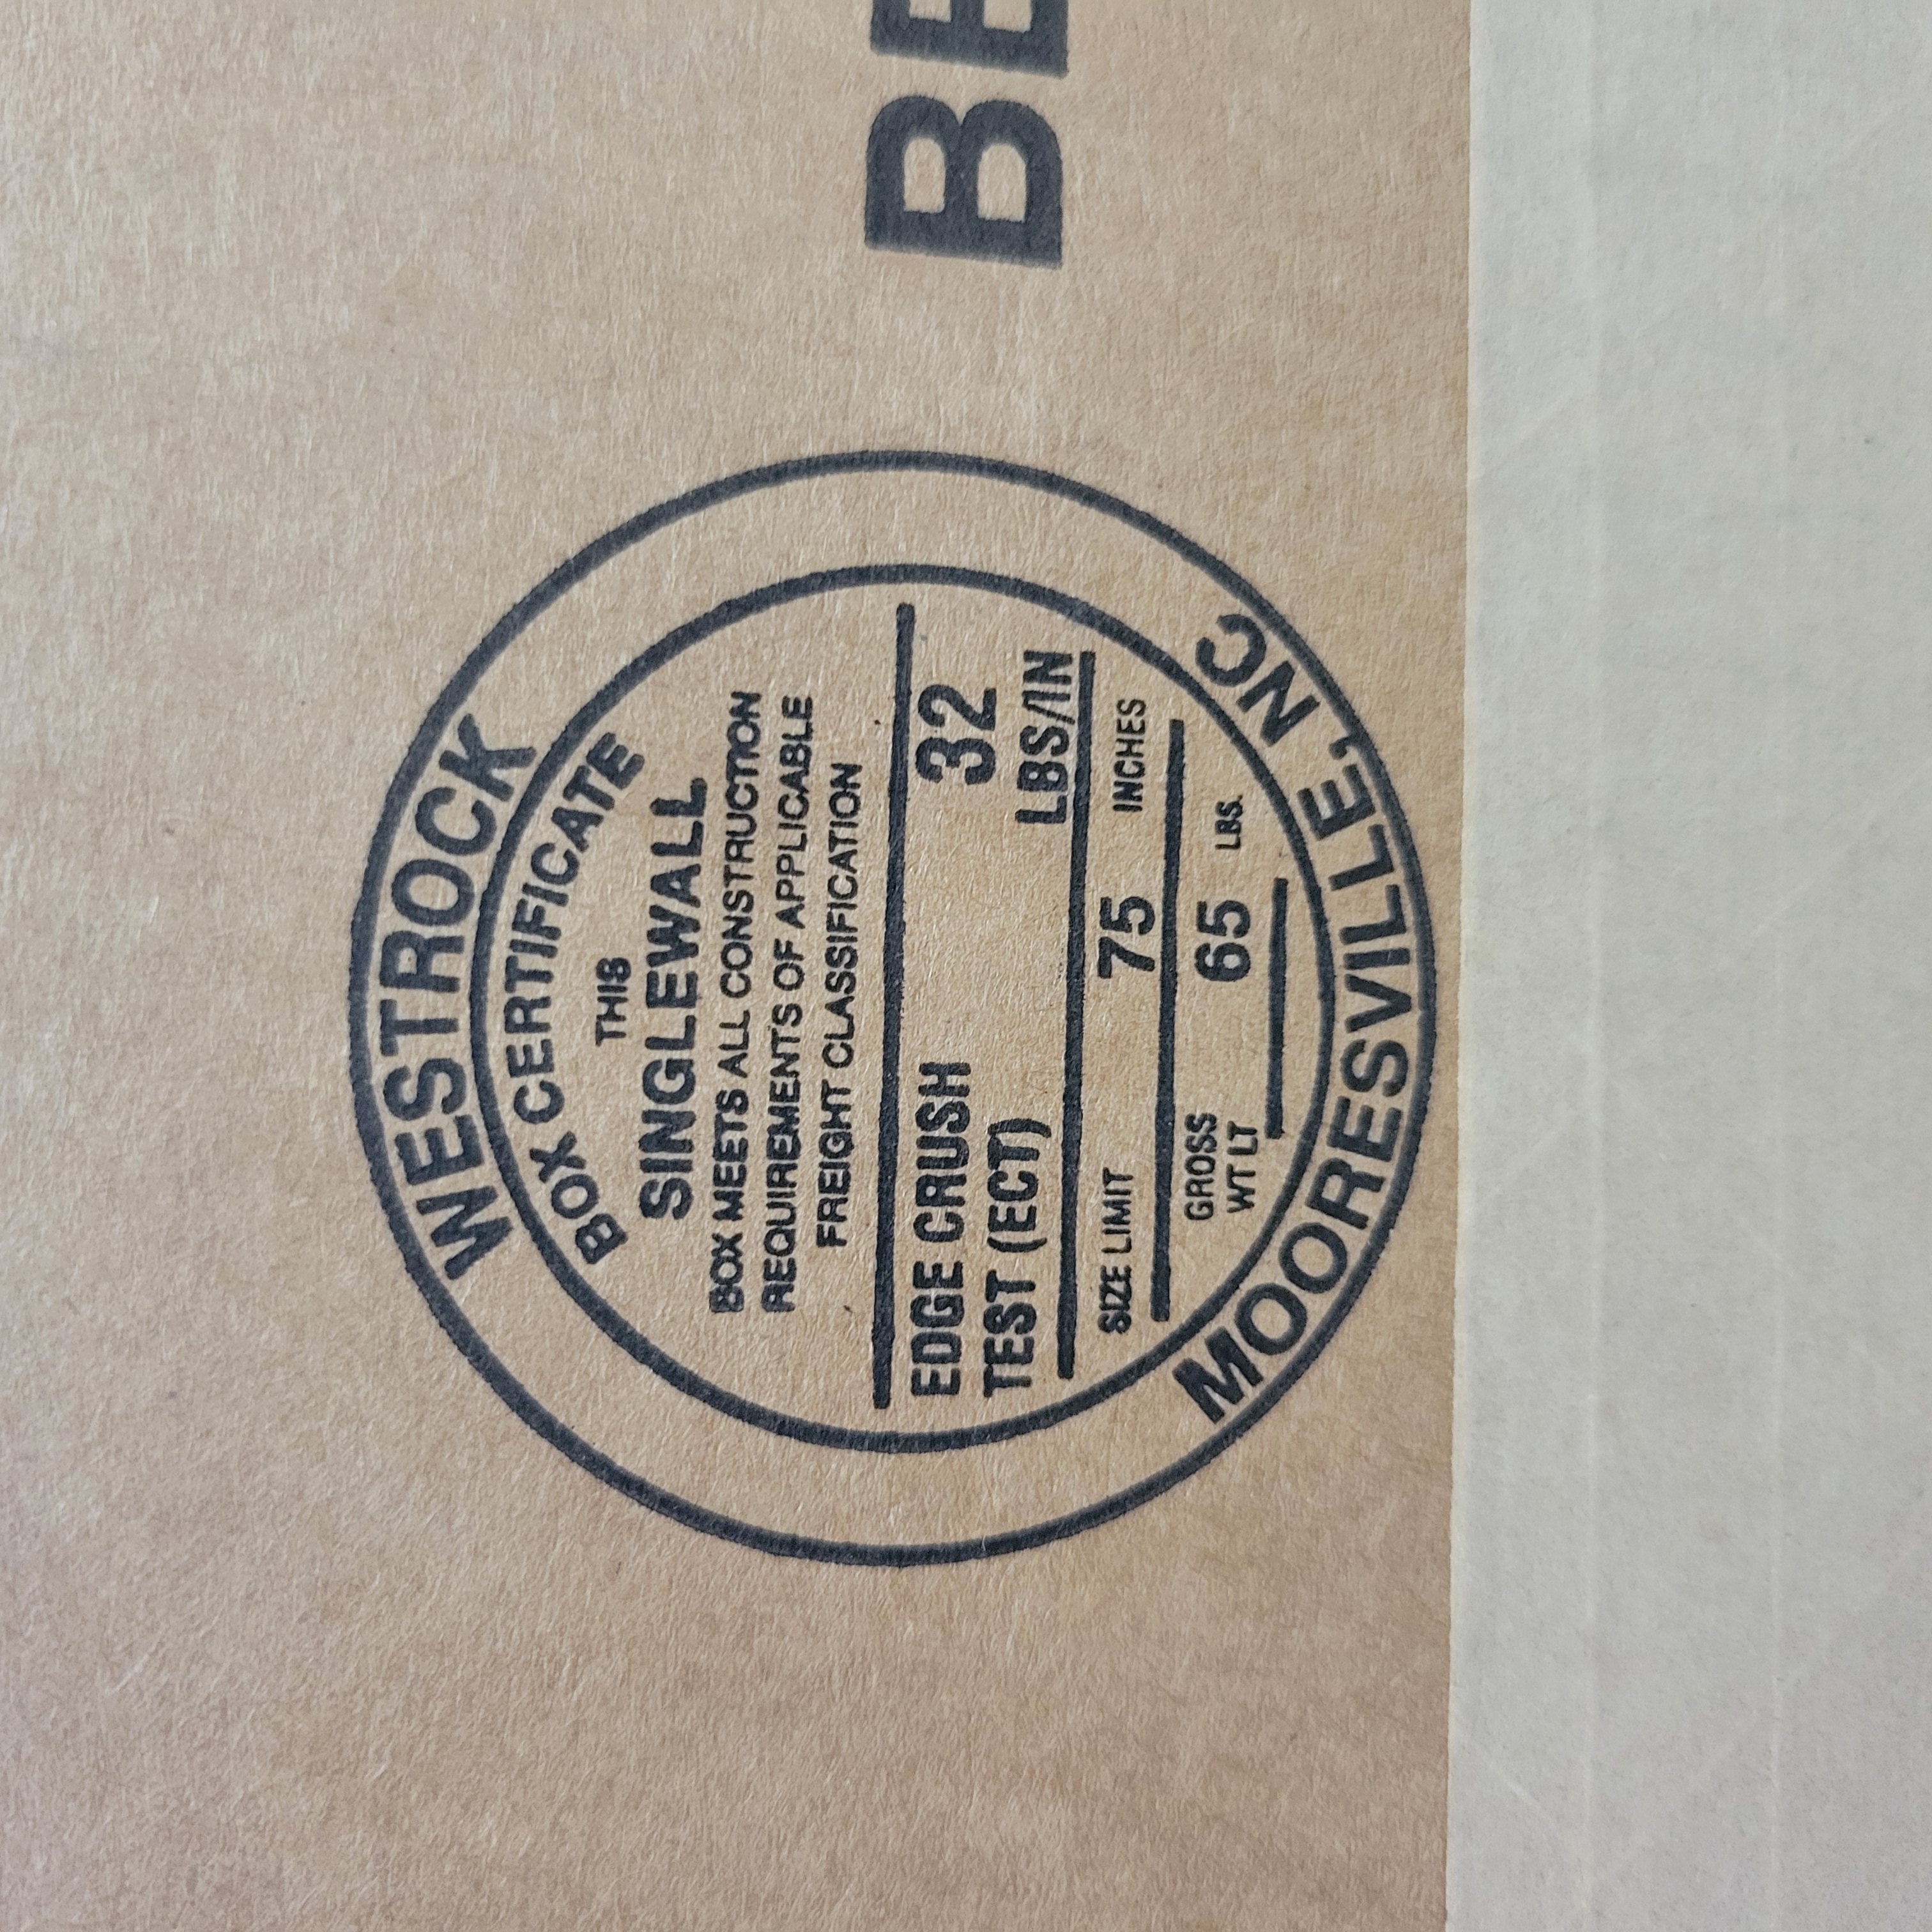 WESTROCK
BOX CERTIFICATE
THIS
SINGLEWALL
BOX MEETS ALL CONSTRUCTION
REQUIREMENTS OF APPLICABLE
FREIGHT CLASSIFICATION
EDGE CRUSH 32
TEST (ECT) LBS/IN
SIZE LIMIT 75 INCHES
GROSS 65 LBS.
WT LT
MOORESVILLE, NC